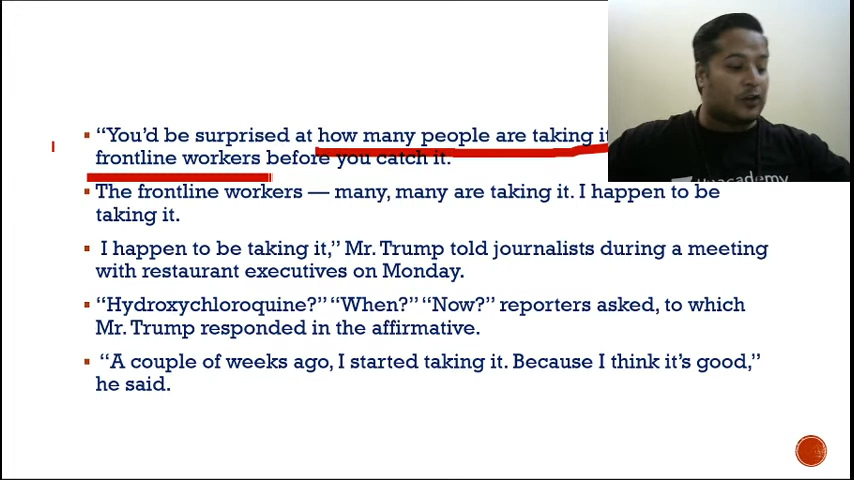 “You’d be surprised at how many people are taking it
frontline workers before you catch it.
The frontline workers — many, many are taking it. I happen to be
taking it.
I happen to be taking it,” Mr. Trump told journalists during a meeting
with restaurant executives on Monday.
“Hydroxychloroquine?” “When?” “Now?” reporters asked, to which
Mr. Trump responded in the affirmative.
“A couple of weeks ago, I started taking it. Because I think it’s good,”
he said.